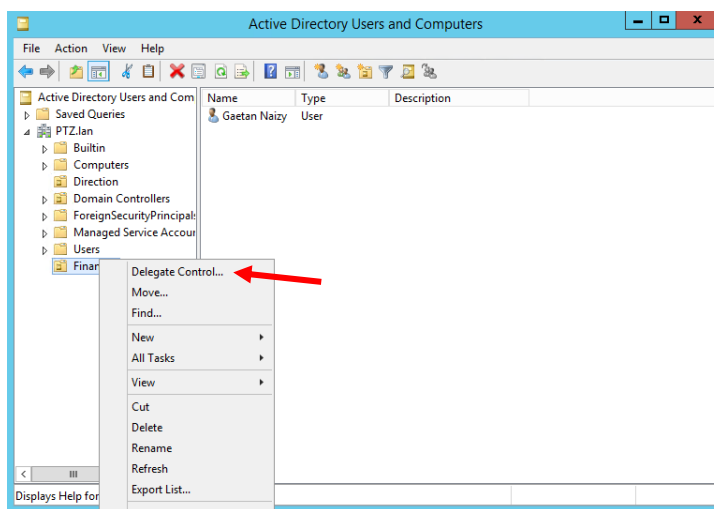 Active Directory Users and Computers
File Action View Help
Active Directory Users and Com
Name Type Description
Saved Queries
Gaetan Naizy User
PTZ.lan
Builtin
Computers
Direction
Domain Controllers
ForeignSecurityPrincipals
Managed Service Accour
Users
Finan
Delegate Control...
Move...
Find...
New
All Tasks
View
Cut
Delete
Rename
Refresh
Export List...
Displays Help for